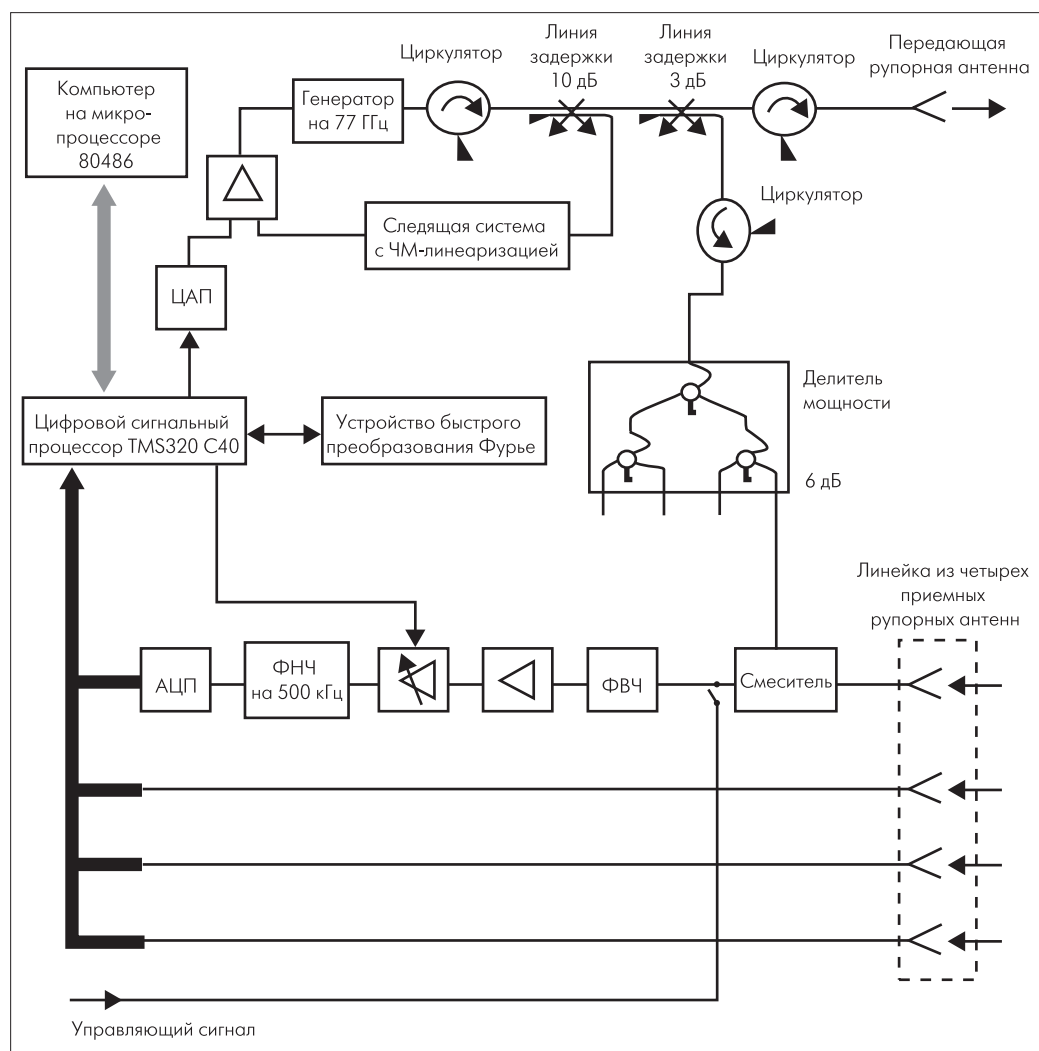 Компьютер
на микро-
процессоре
80486
Генератор
на 77 ГГц
Циркулятор
Линия
задержки
10 дБ
Линия
задержки
3 дБ
Циркулятор
Передающая
рупорная антенна
Циркулятор
Следящая система
с ЧМ-линеаризацией
ЦАП
Цифровой сигнальный
процессор TMS320 C40
Устройство быстрого
преобразования Фурье
Делитель
мощности
6 дБ
Линейка из четырех
приемных
рупорных антенн
АЦП
ФНЧ
на 500 кГц
ФВЧ
Смеситель
Управляющий сигнал